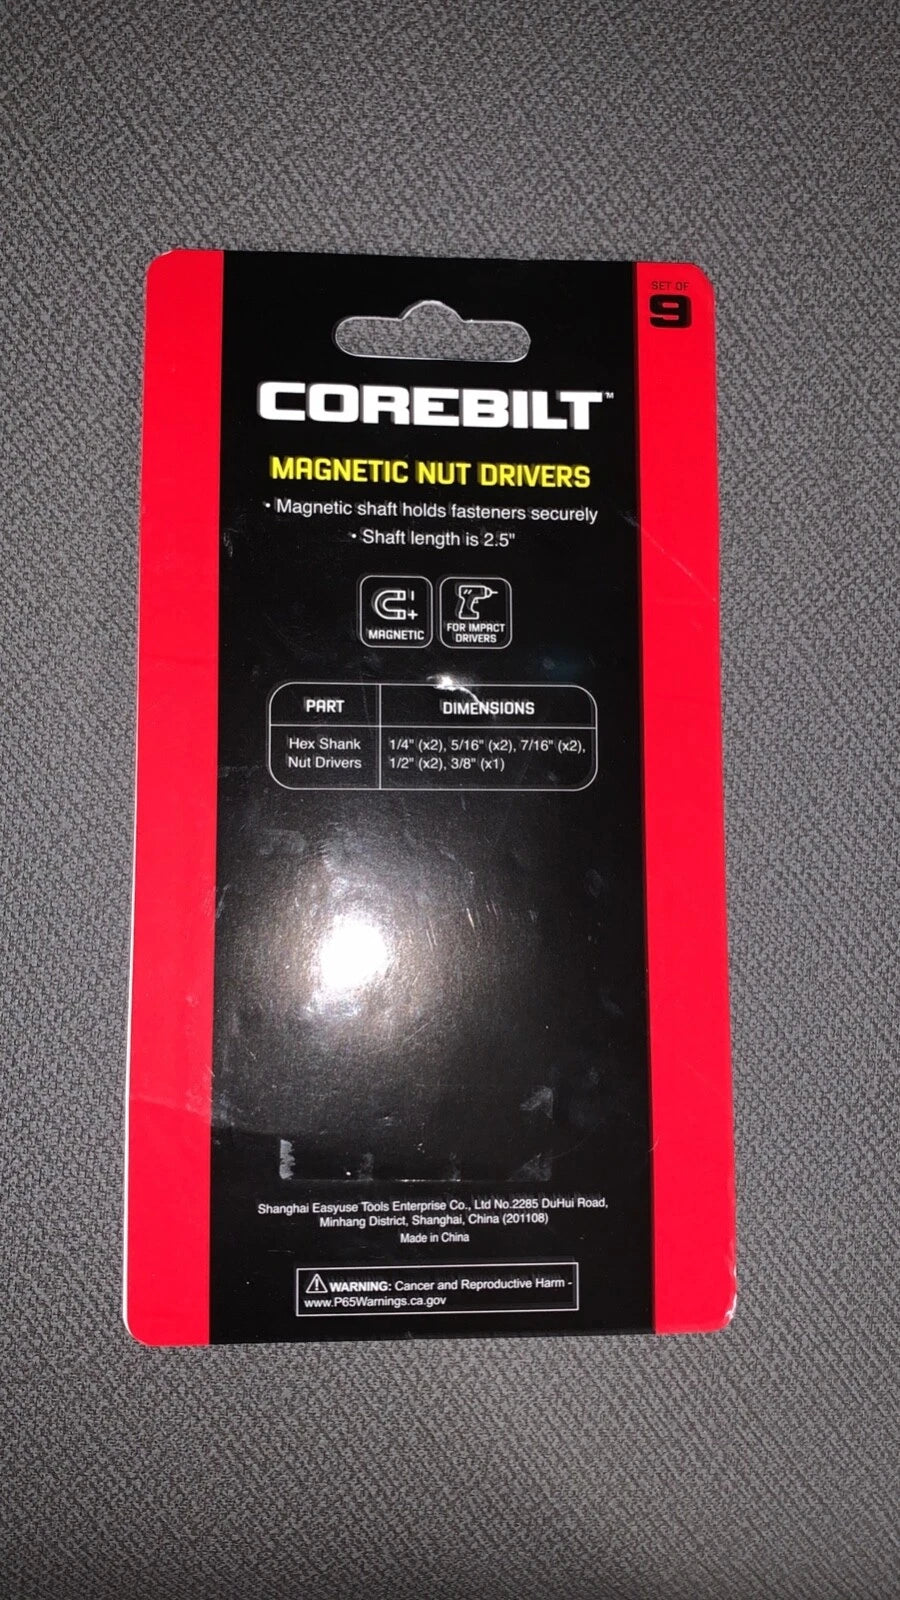 SET OF
9
COREBILT™
MAGNETIC NUT DRIVERS
• Magnetic shaft holds fasteners securely
• Shaft length is 2.5"
MAGNETIC
FOR IMPACT
DRIVERS
PART
DIMENSIONS
Hex Shank
Nut Drivers
1/4" (x2), 5/16" (x2), 7/16" (x2),
1/2" (x2), 3/8" (x1)
Shanghai Easyuse Tools Enterprise Co., Ltd No.2285 DuHui Road,
Minhang District, Shanghai, China (201108)
Made in China
⚠ WARNING: Cancer and Reproductive Harm -
www.P65Warnings.ca.gov